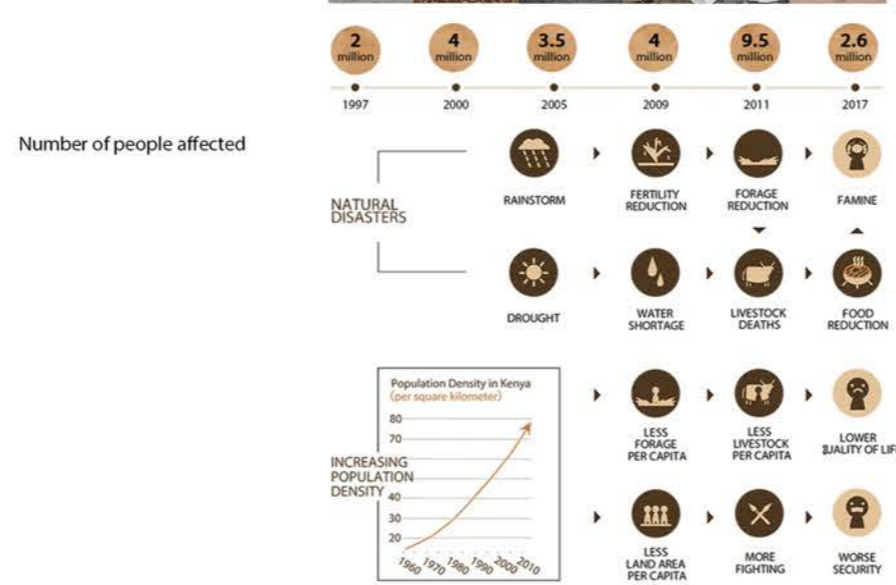 2 million
4 million
3.5 million
4 million
9.5 million
2.6 million
1997
2000
2005
2009
2011
2017
Number of people affected
NATURAL
DISASTERS
RAINSTORM
FERTILITY
REDUCTION
FORAGE
REDUCTION
FAMINE
DROUGHT
WATER
SHORTAGE
LIVESTOCK
DEATHS
FOOD
REDUCTION
Population Density in Kenya
(per square kilometer)
80
70
40
30
20
1960
1970
1980
1990
2000
2010
INCREASING
POPULATION
DENSITY
LESS
FORAGE
PER CAPITA
LESS
LIVESTOCK
PER CAPITA
LOWER
QUALITY OF LIF
LESS
LAND AREA
PER CAPITA
MORE
FIGHTING
WORSE
SECURITY